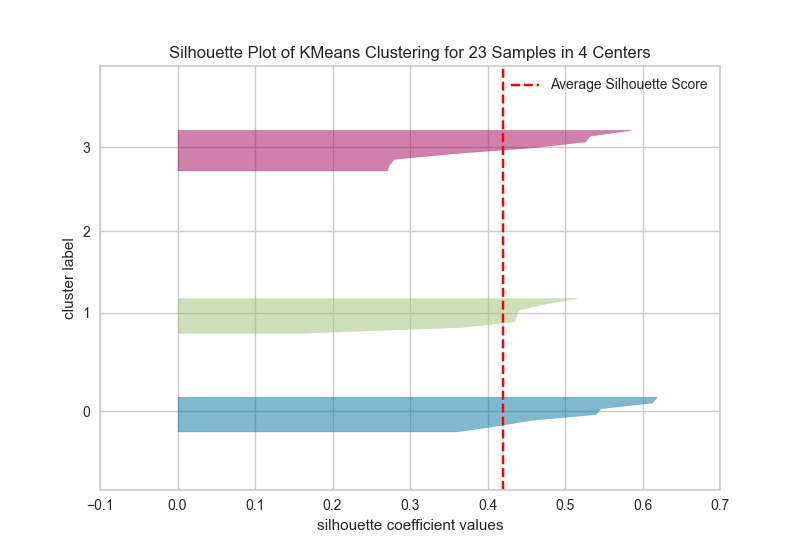 Silhouette Plot of KMeans Clustering for 23 Samples in 4 Centers
Average Silhouette Score
3
2
1
0
cluster label
−0.1 0.0 0.1 0.2 0.3 0.4 0.5 0.6 0.7
silhouette coefficient values